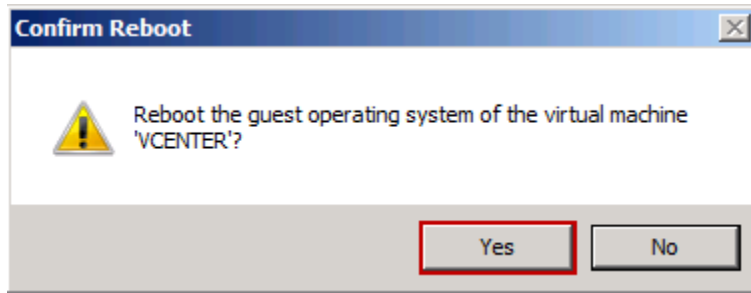 Confirm Reboot
Reboot the guest operating system of the virtual machine
'VCENTER'?
Yes
No